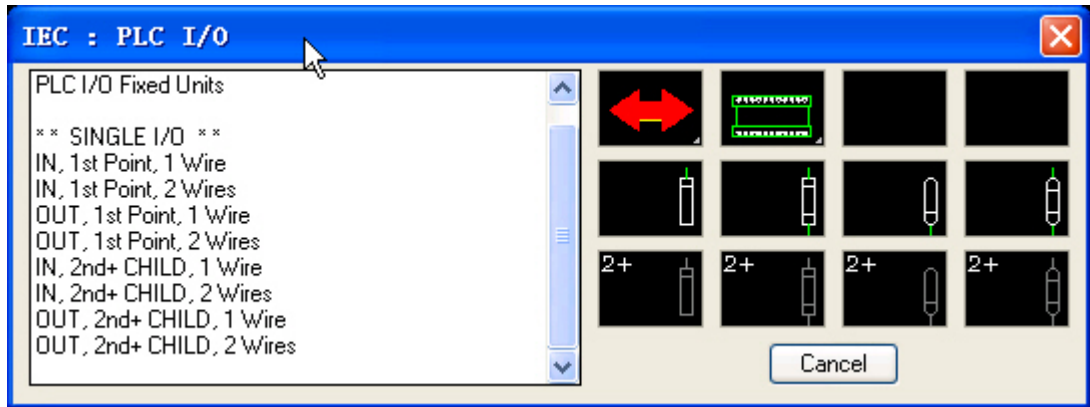 IEC : PLC I/O
PLC I/O Fixed Units
** SINGLE I/O **
IN, 1st Point, 1 Wire
IN, 1st Point, 2 Wires
OUT, 1st Point, 1 Wire
OUT, 1st Point, 2 Wires
IN, 2nd+ CHILD, 1 Wire
IN, 2nd+ CHILD, 2 Wires
OUT, 2nd+ CHILD, 1 Wire
OUT, 2nd+ CHILD, 2 Wires
2+ 2+ 2+ 2+
Cancel